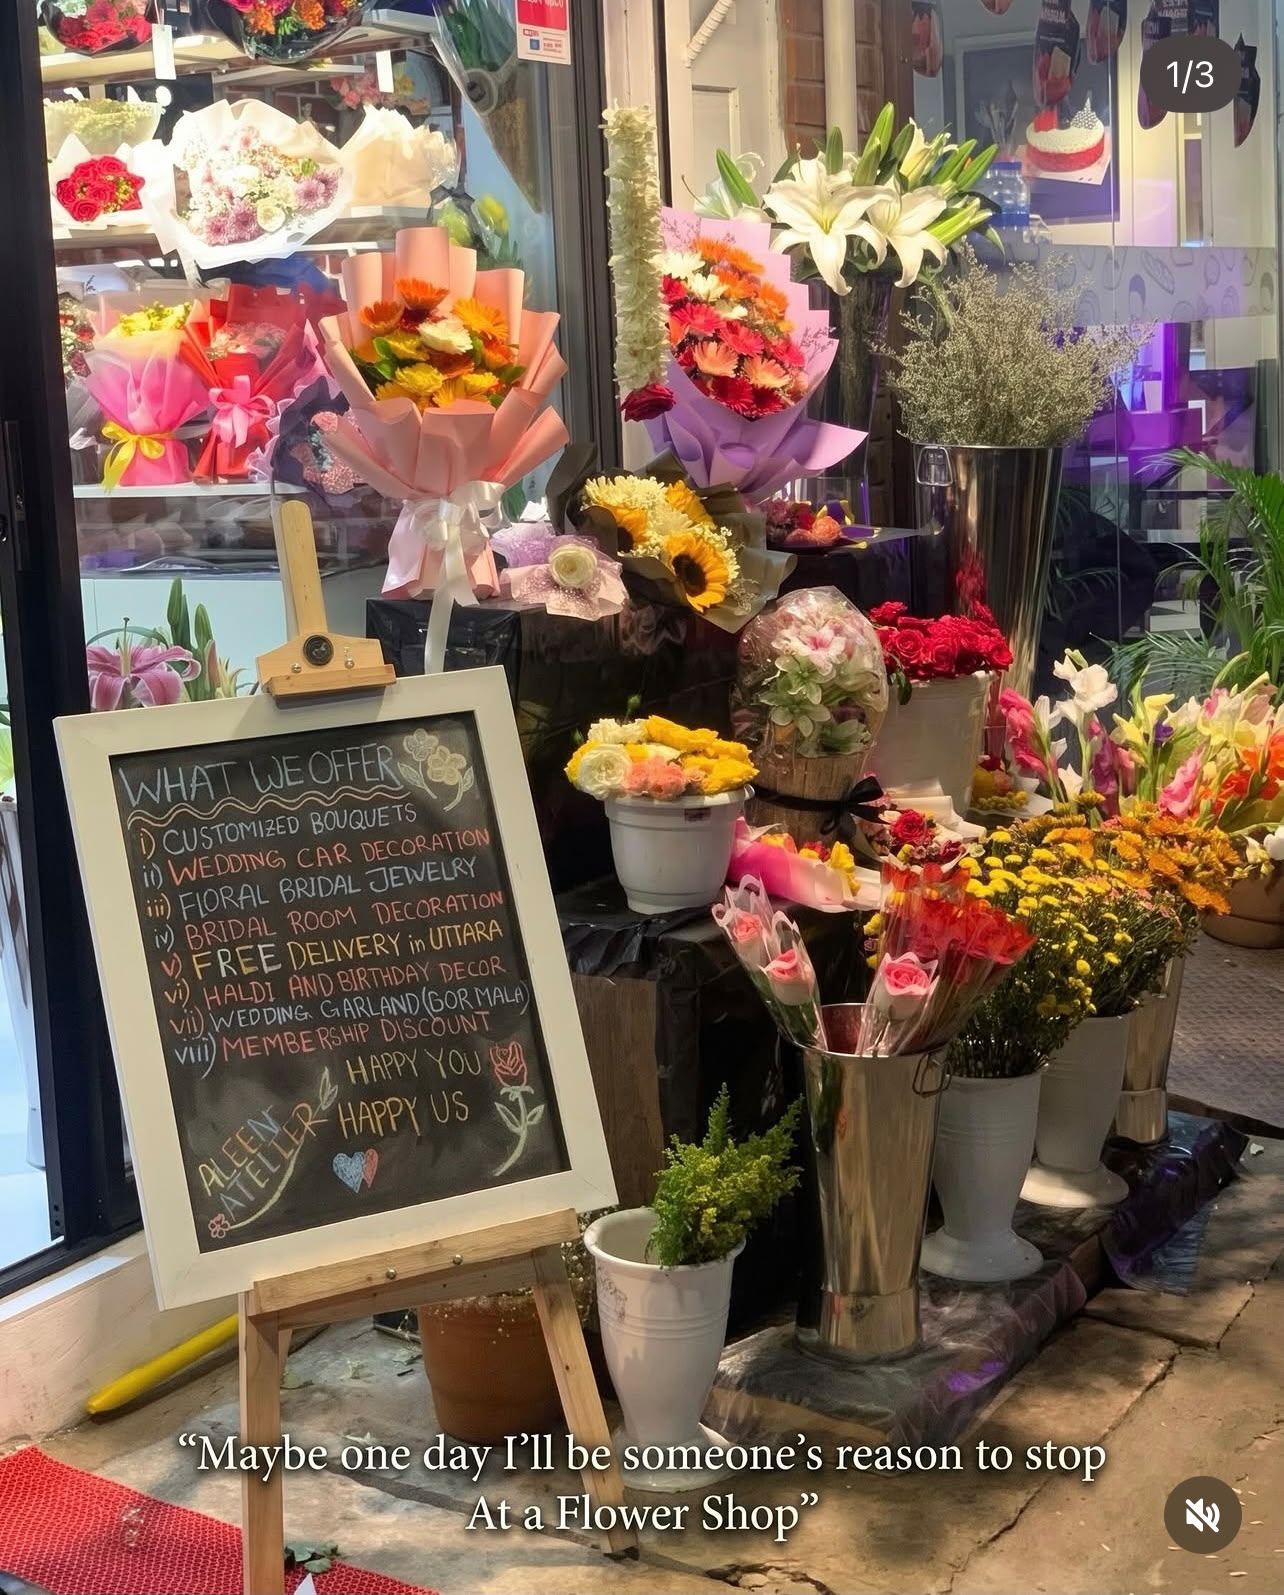 1/3
WHAT WE OFFER
i) CUSTOMIZED BOUQUETS
ii) WEDDING CAR DECORATION
iii) FLORAL BRIDAL JEWELRY
iv) BRIDAL ROOM DECORATION
v) FREE DELIVERY in UTTARA
vi) HALDI AND BIRTHDAY DECOR
vii) WEDDING GARLAND (GOR MALA)
viii) MEMBERSHIP DISCOUNT
HAPPY YOU
HAPPY US
AILEEN
ATELIER
“Maybe one day I’ll be someone’s reason to stop
At a Flower Shop”